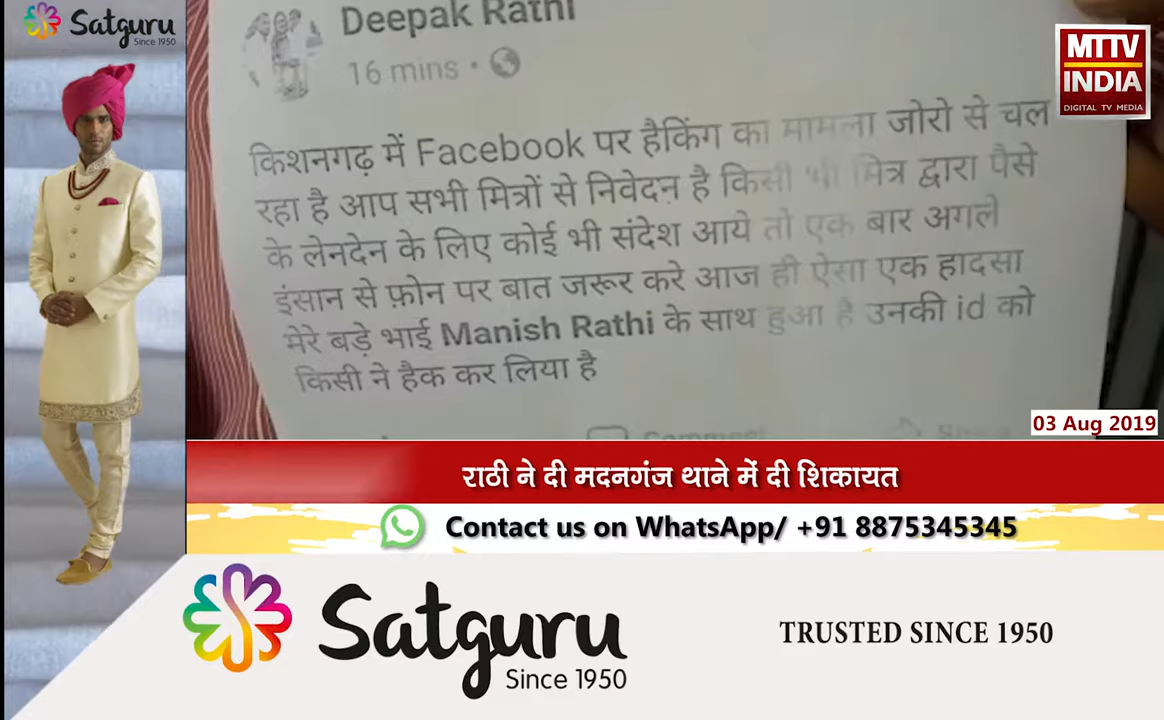 Satguru
Since 1950
Deepak Rathi
16 mins ·
MTTV
INDIA
DIGITAL TV MEDIA
किशनगढ़ में Facebook पर हैकिंग का मामला जोरो से चल
रहा है आप सभी मित्रों से निवेदन है किसी भी मित्र द्वारा पैसे
के लेनदेन के लिए कोई भी संदेश आये तो एक बार अगले
इंसान से फ़ोन पर बात जरूर करे आज ही ऐसा एक हादसा
मेरे बड़े भाई Manish Rathi के साथ हुआ है उनकी id को
किसी ने हैक कर लिया है
Comment
03 Aug 2019
राठी ने दी मदनगंज थाने में दी शिकायत
Contact us on WhatsApp/ +91 8875345345
Satguru
Since 1950
TRUSTED SINCE 1950